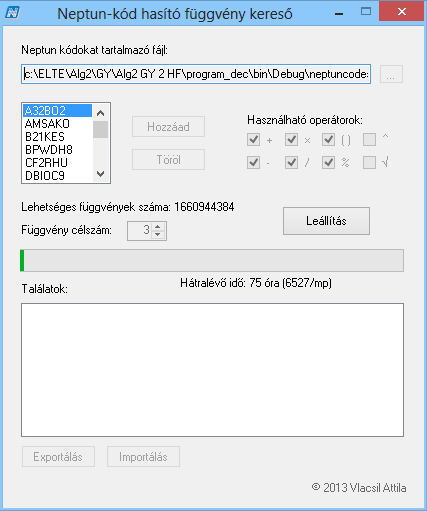 Neptun-kód hasító függvény kereső
Neptun kódokat tartalmazó fájl:
c:\ELTE\Alg2\GY\Alg2 GY 2 HF\program_dec\bin\Debug\neptuncode
...
A32BO2
AMSAKO
B21KES
BPWDH8
CF2RHU
DBIOC9
Hozzáad
Töröl
Használható operátorok:
+ × ( ) ^
- / % √
Lehetséges függvények száma: 1660944384
Függvény célszám: 3
Leállítás
Hátralévő idő: 75 óra (6527/mp)
Találatok:
Exportálás Importálás
© 2013 Vlacsil Attila